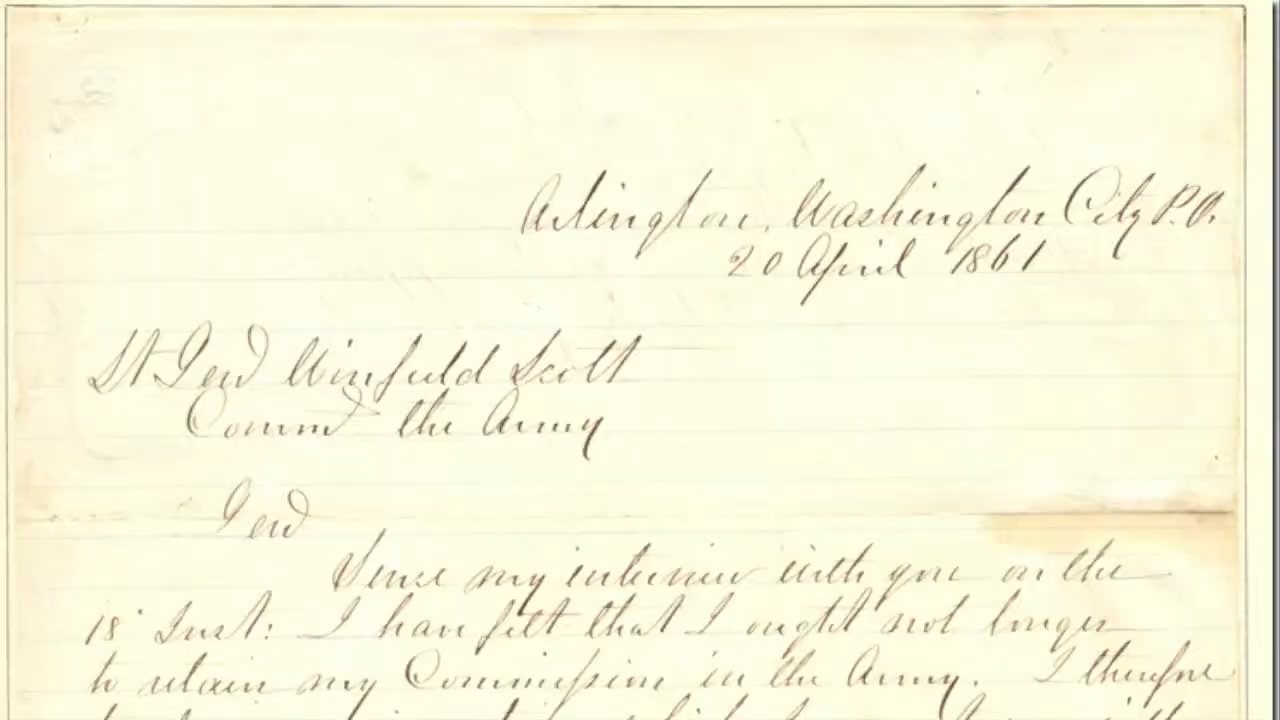 Arlington, Washington City P.O.
20 April 1861
Lt Genl Winfield Scott
Commd the Army
Genl
Since my interview with you on the
18 Inst: I have felt that I ought not longer
to retain my Commission in the Army. I therefore